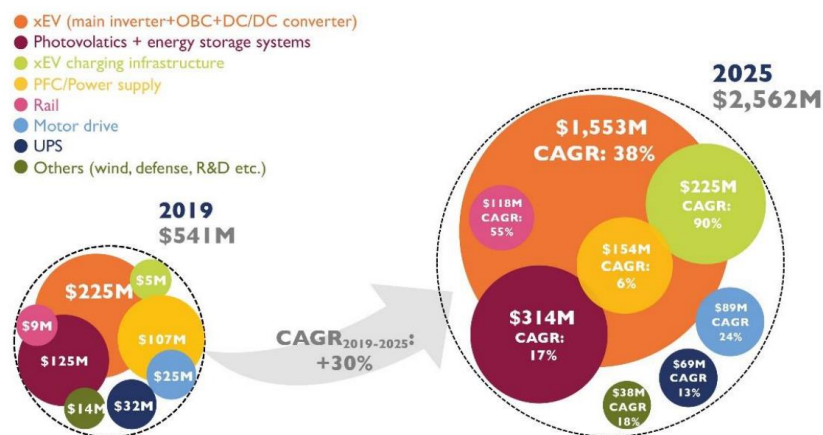 xEV (main inverter+OBC+DC/DC converter)
Photovolatics + energy storage systems
xEV charging infrastructure
PFC/Power supply
Rail
Motor drive
UPS
Others (wind, defense, R&D etc.)
2019
$541M
$5M
$225M
$9M
$107M
$125M
$25M
$14M
$32M
CAGR2019-2025:
+30%
2025
$2,562M
$1,553M
CAGR: 38%
$225M
CAGR:
90%
$118M
CAGR:
55%
$154M
CAGR:
6%
$314M
CAGR:
17%
$89M
CAGR
24%
$69M
CAGR
13%
$38M
CAGR
18%